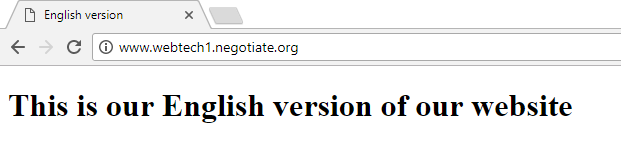 English version
www.webtech1.negotiate.org
This is our English version of our website